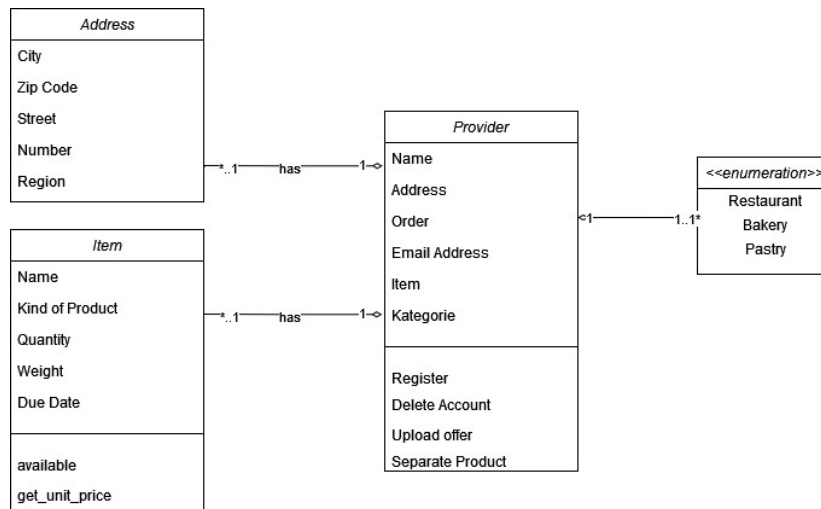 Address
City
Zip Code
Street
Number
Region
*..1 has 1
Item
Name
Kind of Product
Quantity
Weight
Due Date
available
get_unit_price
*..1 has 1
Provider
Name
Address
Order
Email Address
Item
Kategorie
Register
Delete Account
Upload offer
Separate Product
1 1..1*
<<enumeration>>
Restaurant
Bakery
Pastry